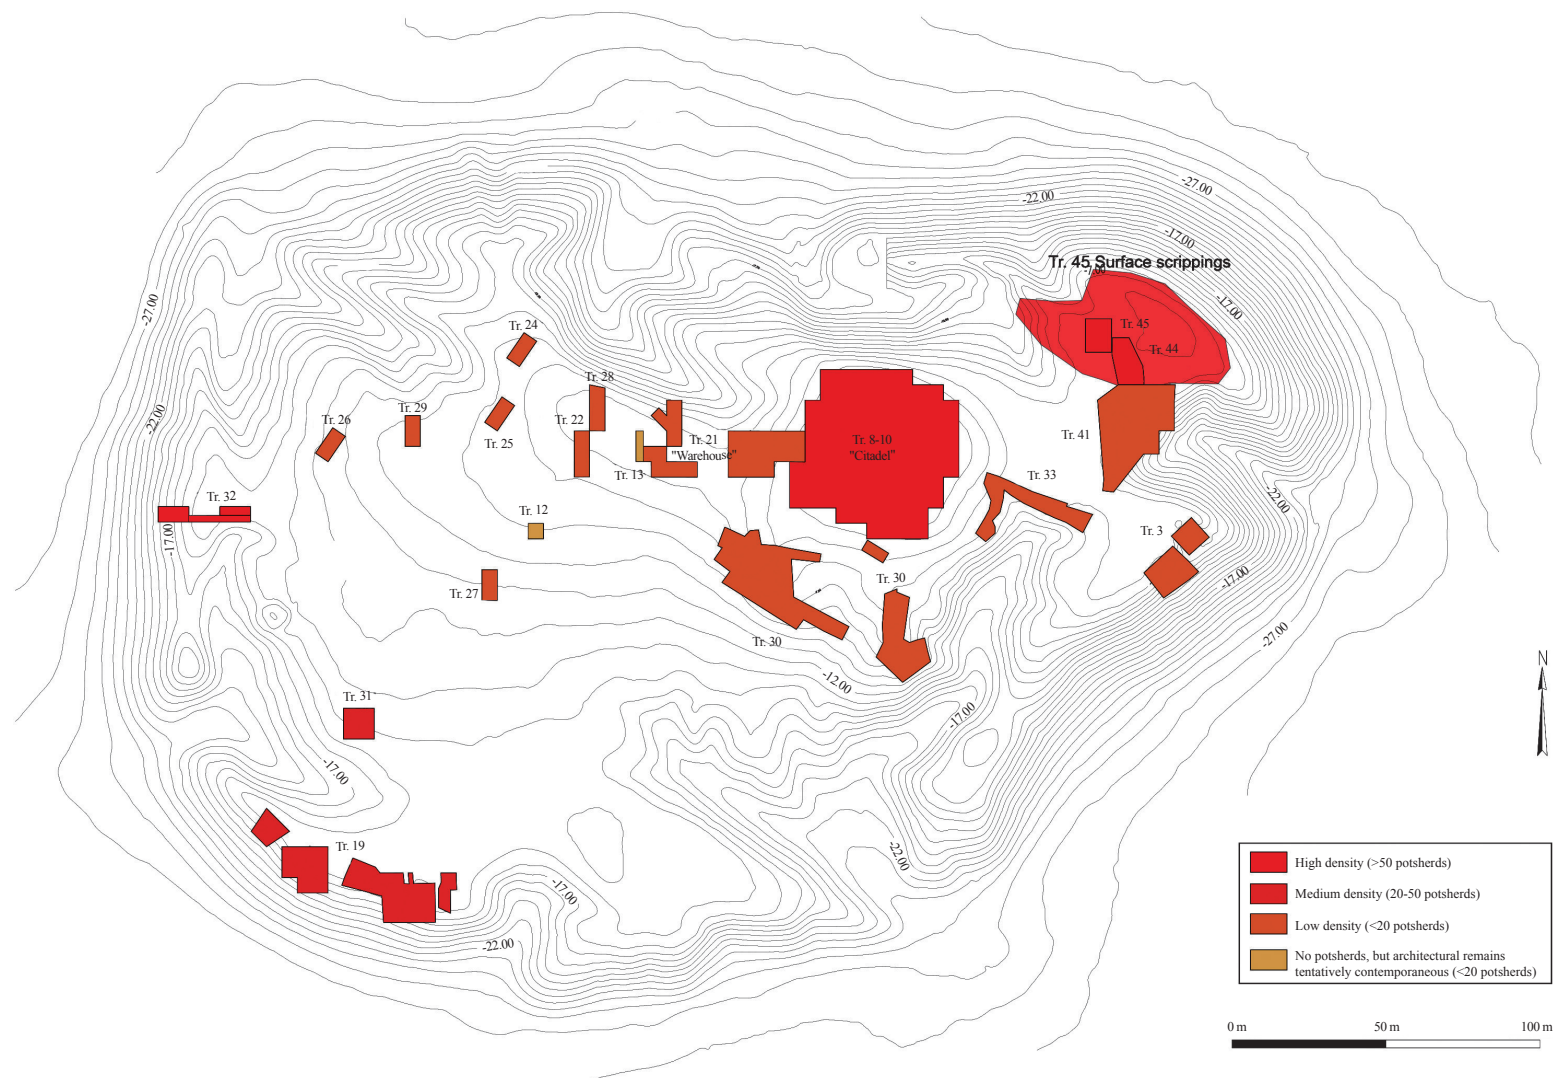 -27.00
-22.00
-17.00
Tr. 45 Surface scrippings
-7.00
-27.00
-17.00
Tr. 24
Tr. 45
Tr. 44
Tr. 28
-22.00
Tr. 26
Tr. 29
Tr. 22
Tr. 25
Tr. 21
"Warehouse"
Tr. 8-10
"Citadel"
Tr. 41
Tr. 13
Tr. 33
Tr. 32
-22.00
Tr. 12
-17.00
Tr. 3
Tr. 27
Tr. 30
-17.00
Tr. 30
-27.00
N
-12.00
Tr. 31
-17.00
-17.00
Tr. 19
-22.00
-17.00
-22.00
High density (>50 potsherds)
Medium density (20-50 potsherds)
Low density (<20 potsherds)
No potsherds, but architectural remains
tentatively contemporaneous (<20 potsherds)
0 m
50 m
100 m